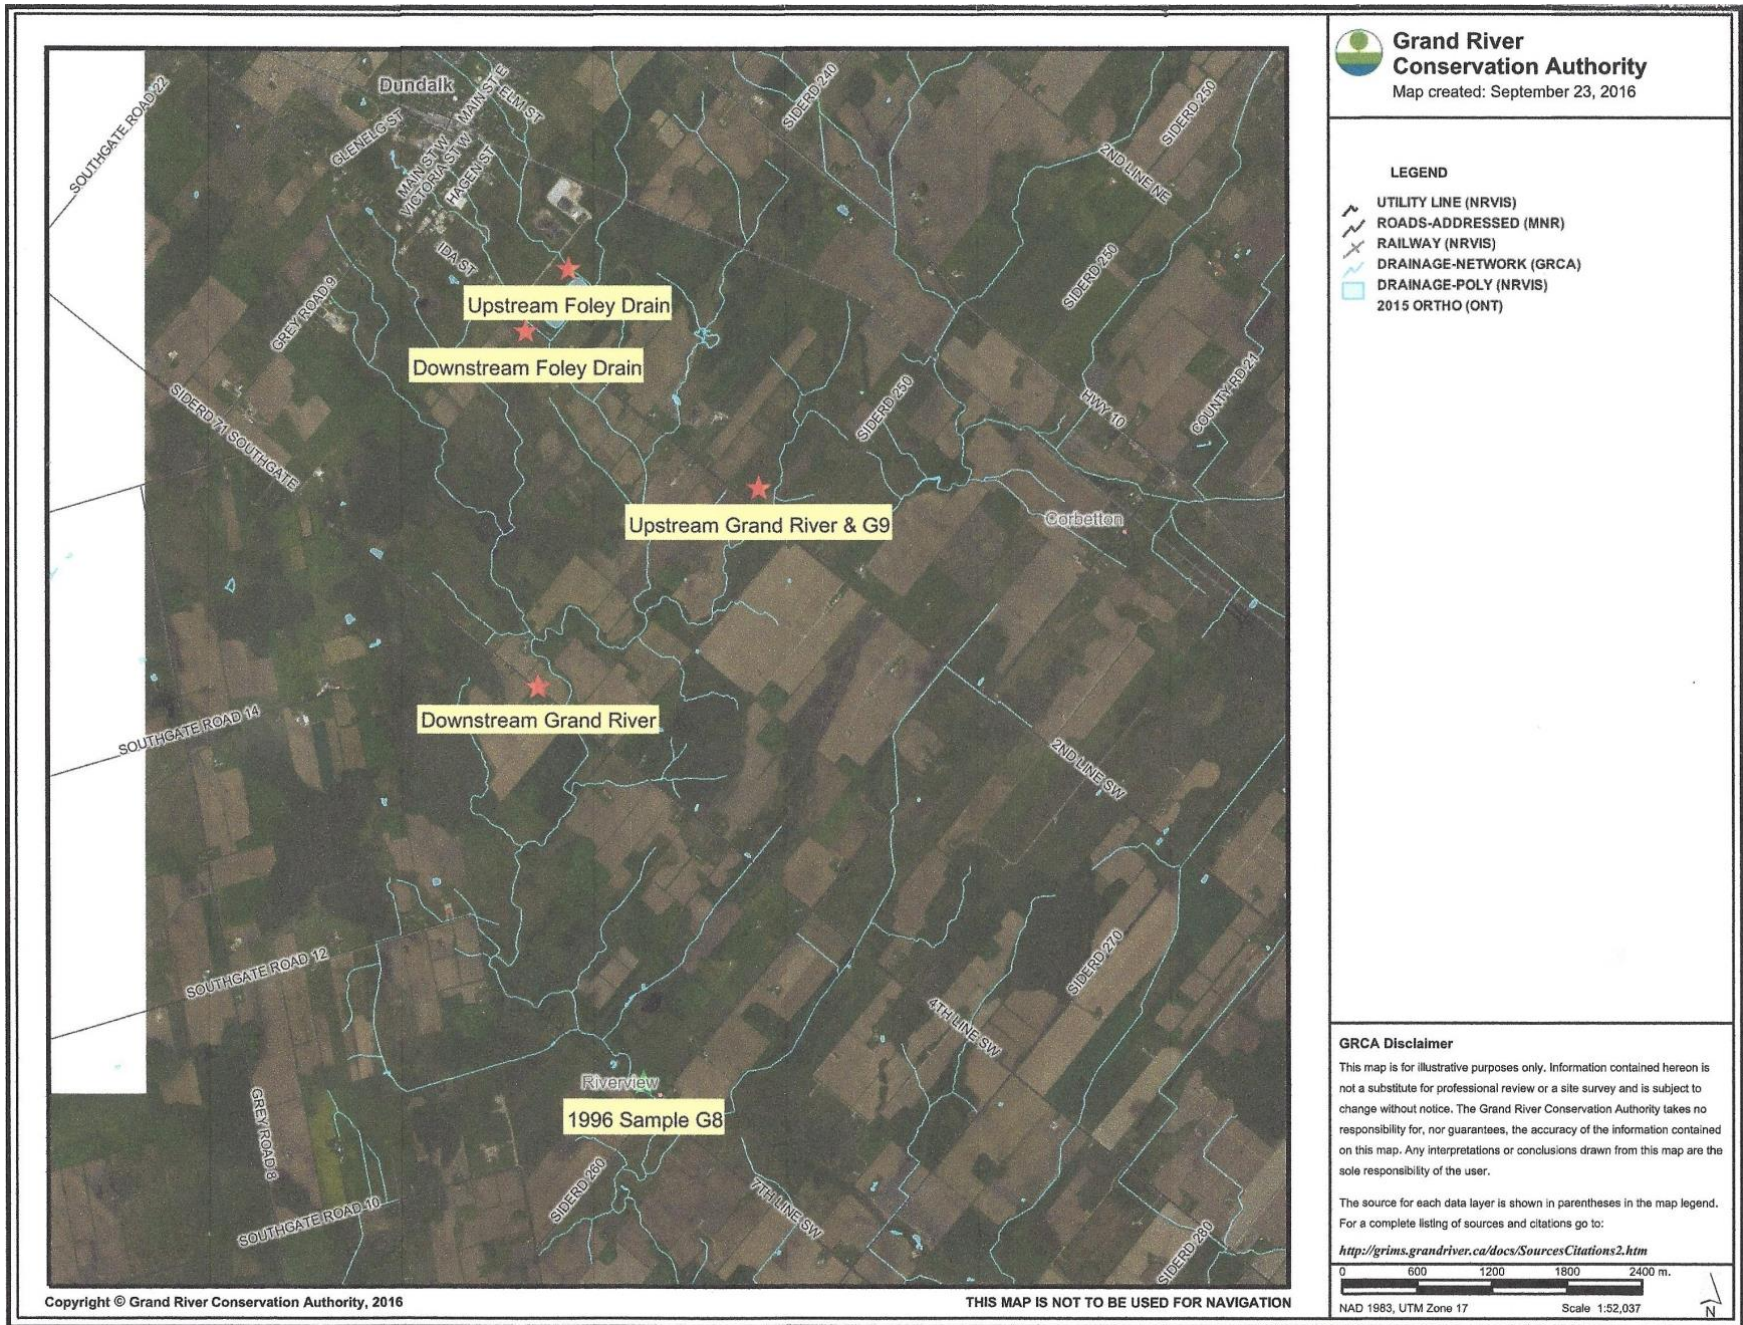 Grand River
Conservation Authority
Map created: September 23, 2016
LEGEND
UTILITY LINE (NRVIS)
ROADS-ADDRESSED (MNR)
RAILWAY (NRVIS)
DRAINAGE-NETWORK (GRCA)
DRAINAGE-POLY (NRVIS)
2015 ORTHO (ONT)
Dundalk
SOUTHGATE ROAD 22
GLENELG ST
MAIN ST W
VICTORIA ST W
HAGEN ST
MAIN ST E
ELM ST
IDA ST
SIDERD 240
SIDERD 250
2ND LINE NE
SIDERD 250
GREY ROAD 9
Upstream Foley Drain
Downstream Foley Drain
SIDERD 71 SOUTHGATE
SIDERD 250
HWY 10
COUNTY RD 21
Upstream Grand River & G9
Corbetton
Downstream Grand River
SOUTHGATE ROAD 14
2ND LINE SW
SOUTHGATE ROAD 12
SIDERD 270
4TH LINE SW
Riverview
1996 Sample G8
GREY ROAD 8
SOUTHGATE ROAD 10
SIDERD 260
7TH LINE SW
SIDERD 280
GRCA Disclaimer
This map is for illustrative purposes only. Information contained hereon is
not a substitute for professional review or a site survey and is subject to
change without notice. The Grand River Conservation Authority takes no
responsibility for, nor guarantees, the accuracy of the information contained
on this map. Any interpretations or conclusions drawn from this map are the
sole responsibility of the user.
The source for each data layer is shown in parentheses in the map legend.
For a complete listing of sources and citations go to:
http://grims.grandriver.ca/docs/SourcesCitations2.htm
0 600 1200 1800 2400 m.
NAD 1983, UTM Zone 17 Scale 1:52,037
N
Copyright © Grand River Conservation Authority, 2016
THIS MAP IS NOT TO BE USED FOR NAVIGATION